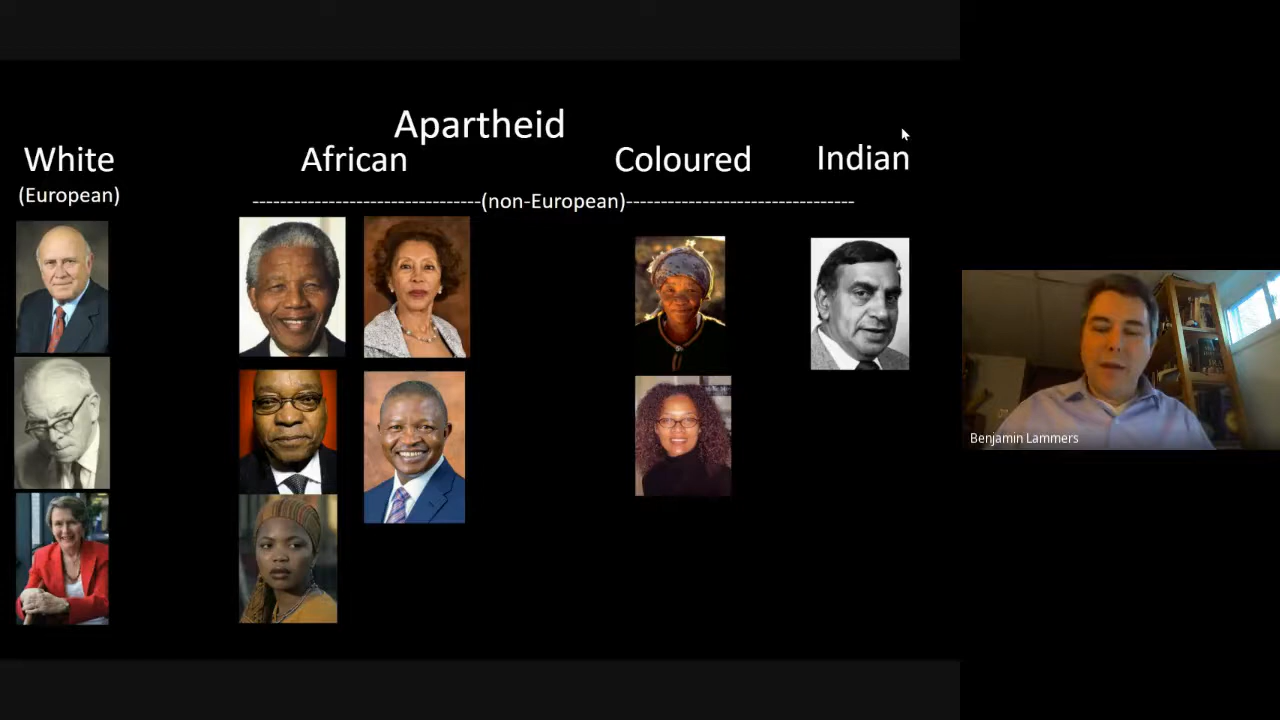 Apartheid
White African Coloured Indian
(European)
---------------------------------(non-European)---------------------------------
Benjamin Lammers